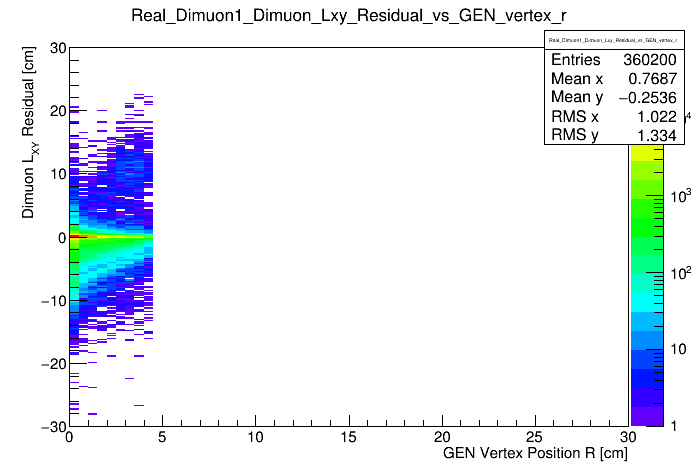 Real_Dimuon1_Dimuon_Lxy_Residual_vs_GEN_vertex_r
Real_Dimuon1_Dimuon_Lxy_Residual_vs_GEN_vertex_r
Entries 360200
Mean x 0.7687
Mean y −0.2536
RMS x 1.022
RMS y 1.334
Dimuon LXY Residual [cm]
30
20
10
0
−10
−20
−30
0 5 10 15 20 25 30
GEN Vertex Position R [cm]
4
10³
10²
10
1